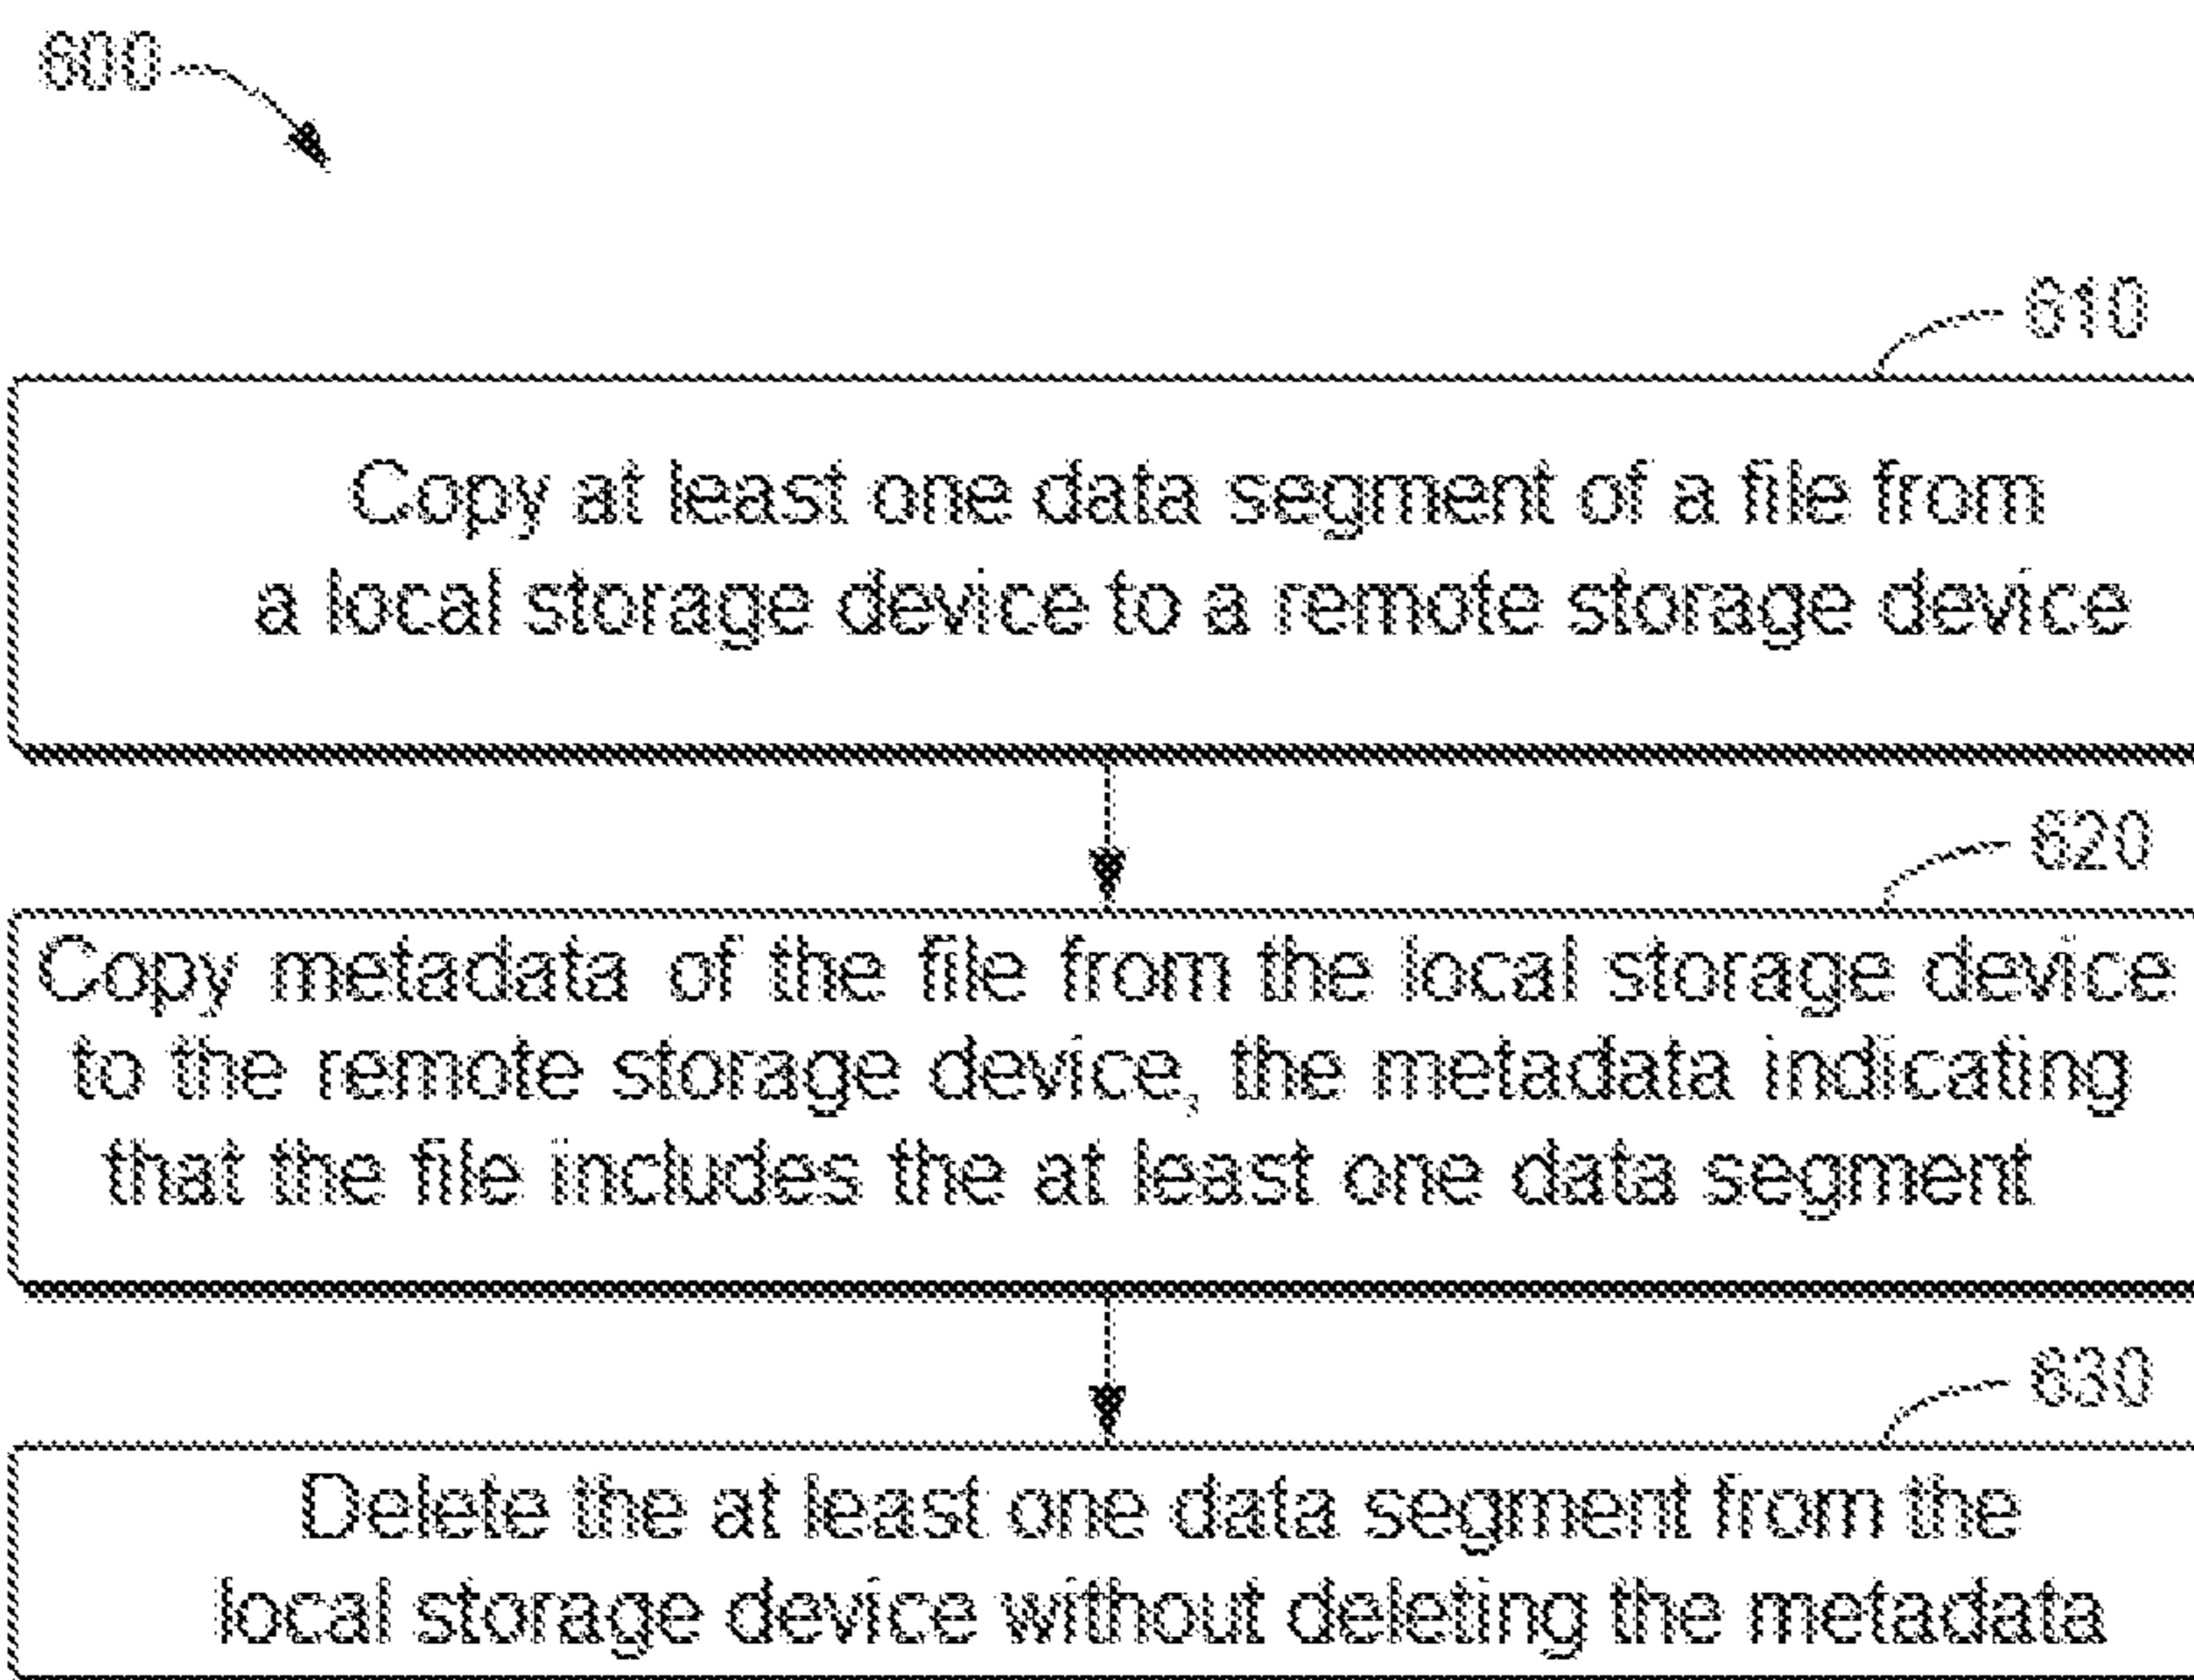 600
610
Copy at least one data segment of a file from
a local storage device to a remote storage device
620
Copy metadata of the file from the local storage device
to the remote storage device, the metadata indicating
that the file includes the at least one data segment
630
Delete the at least one data segment from the
local storage device without deleting the metadata